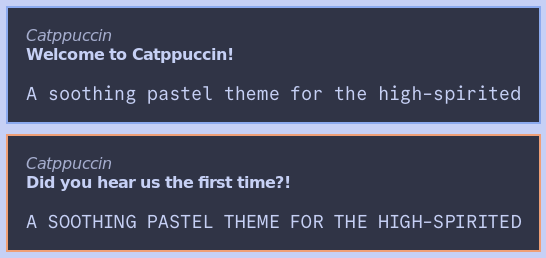 Catppuccin
Welcome to Catppuccin!
A soothing pastel theme for the high-spirited
Catppuccin
Did you hear us the first time?!
A SOOTHING PASTEL THEME FOR THE HIGH-SPIRITED